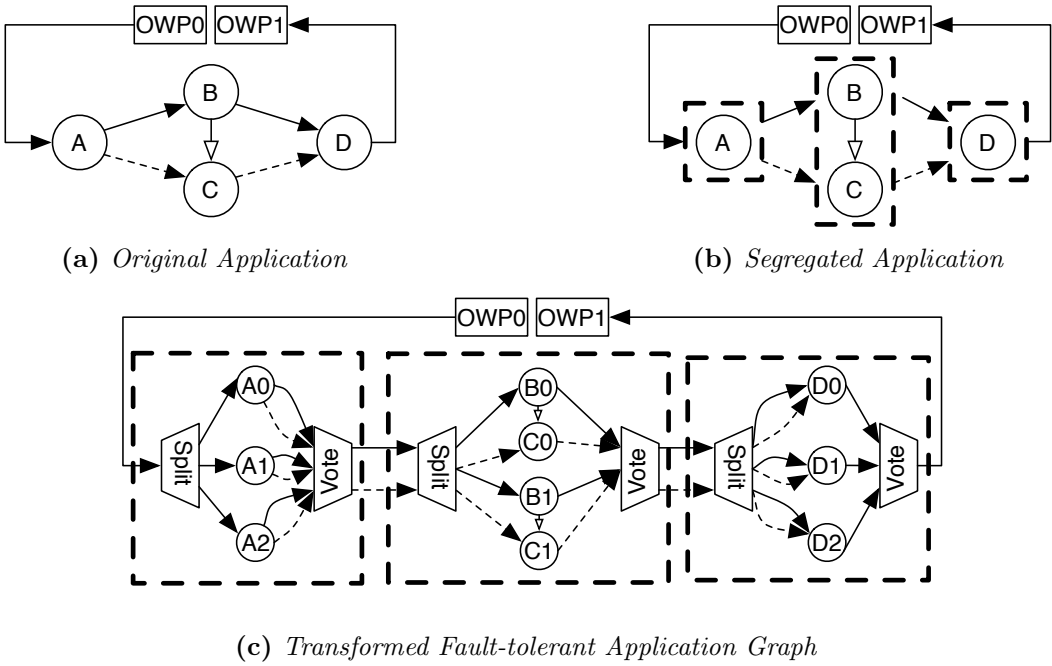 OWP0 OWP1
A
B
C
D
(a) Original Application
OWP0 OWP1
A
B
C
D
(b) Segregated Application
OWP0 OWP1
Split
A0
A1
A2
Vote
Split
B0
C0
B1
C1
Vote
Split
D0
D1
D2
Vote
(c) Transformed Fault-tolerant Application Graph